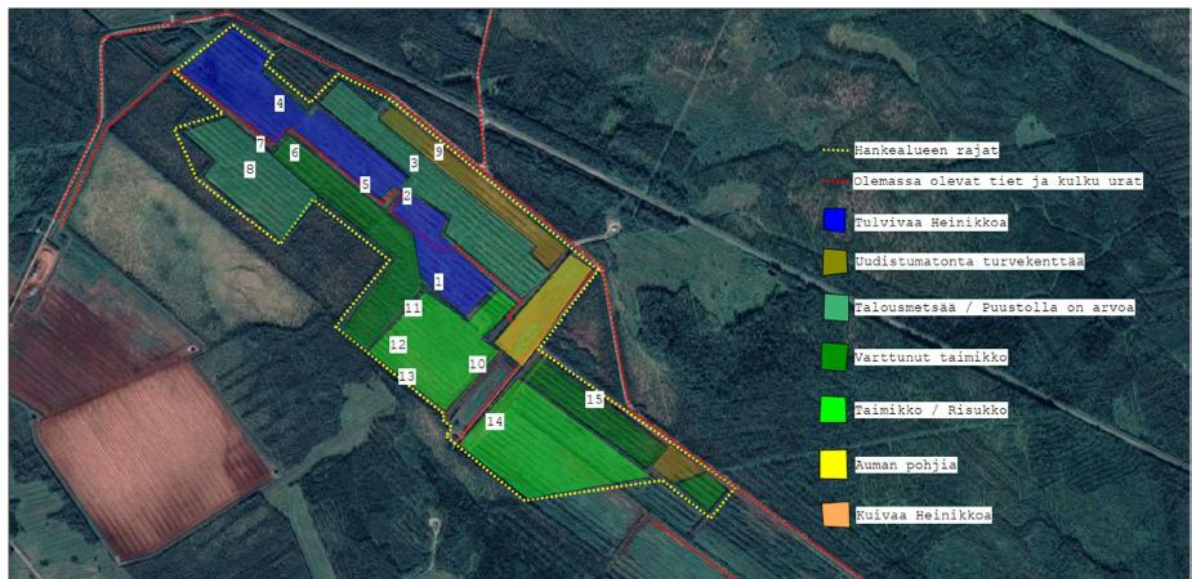 4
9
7
6
3
8
5
2
1
11
12
10
13
15
14
Hankealueen rajat
Olemassa olevat tiet ja kulku urat
Tulvivaa Heinikkoa
Uudistumatonta turvekenttää
Talousmetsää / Puustolla on arvoa
Varttunut taimikko
Taimikko / Risukko
Auman pohjia
Kuivaa Heinikkoa